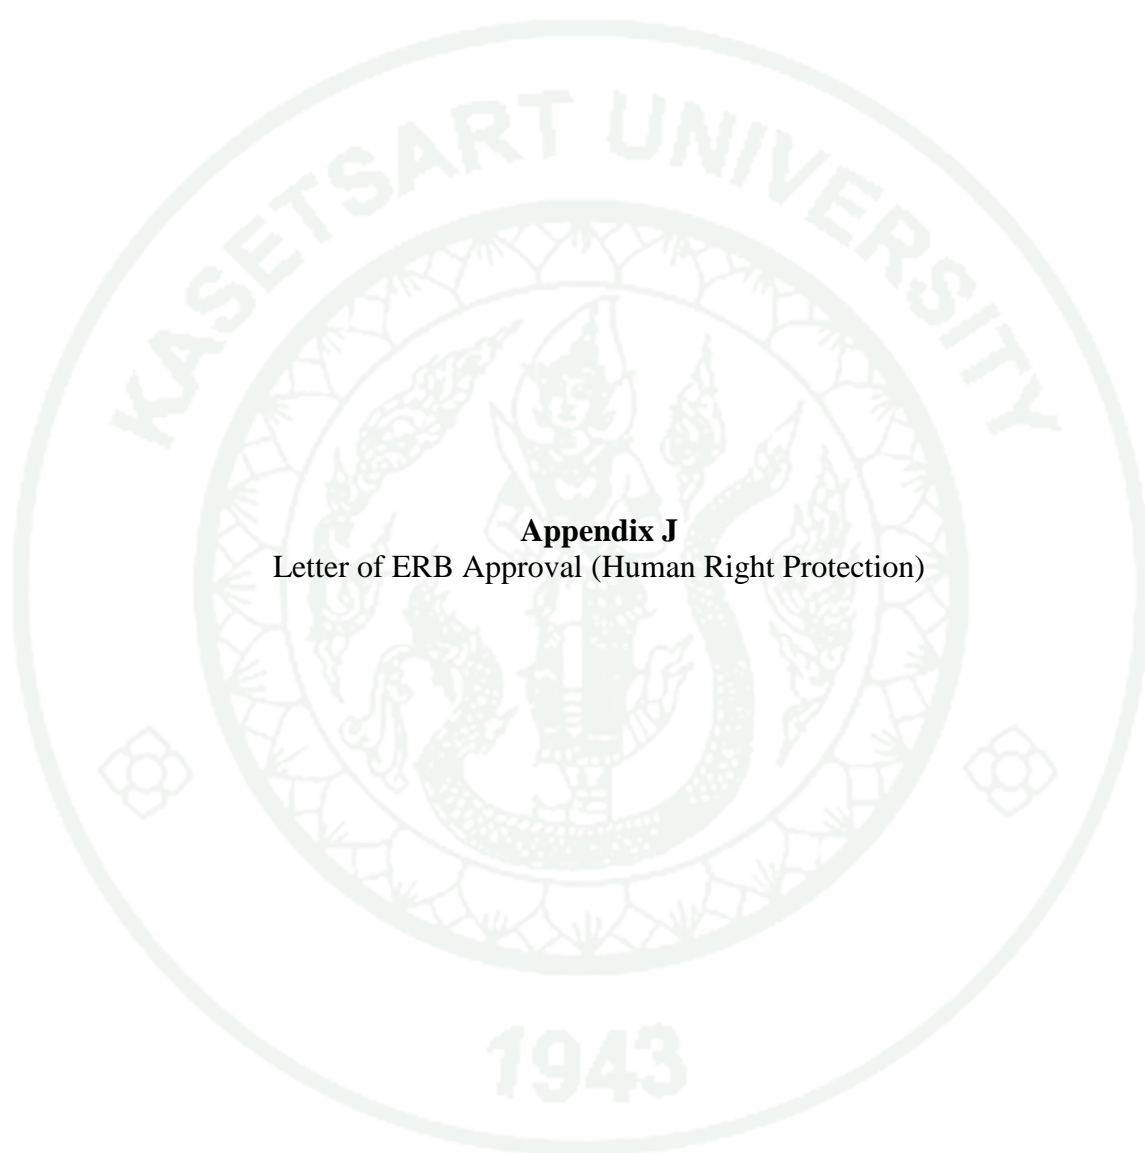 KASETSART UNIVERSITY
Appendix J
Letter of ERB Approval (Human Right Protection)
1943